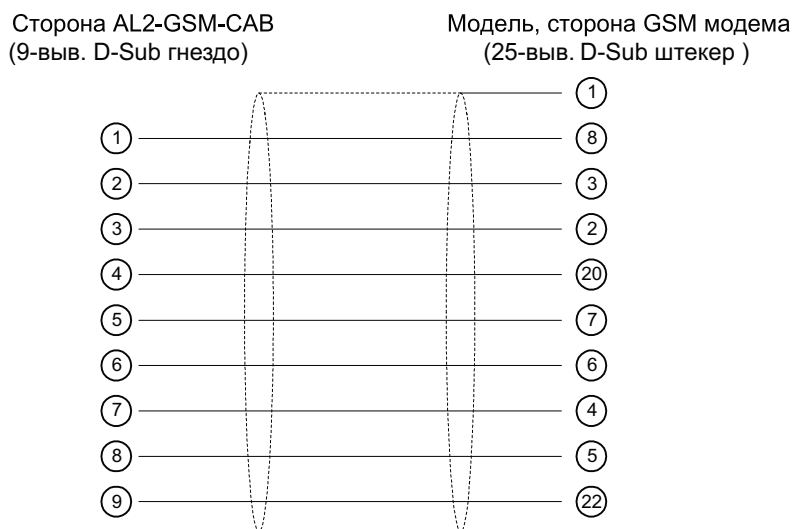 Сторона AL2-GSM-CAB
(9-выв. D-Sub гнездо)
Модель, сторона GSM модема
(25-выв. D-Sub штекер )
1
1 8
2 3
3 2
4 20
5 7
6 6
7 4
8 5
9 22